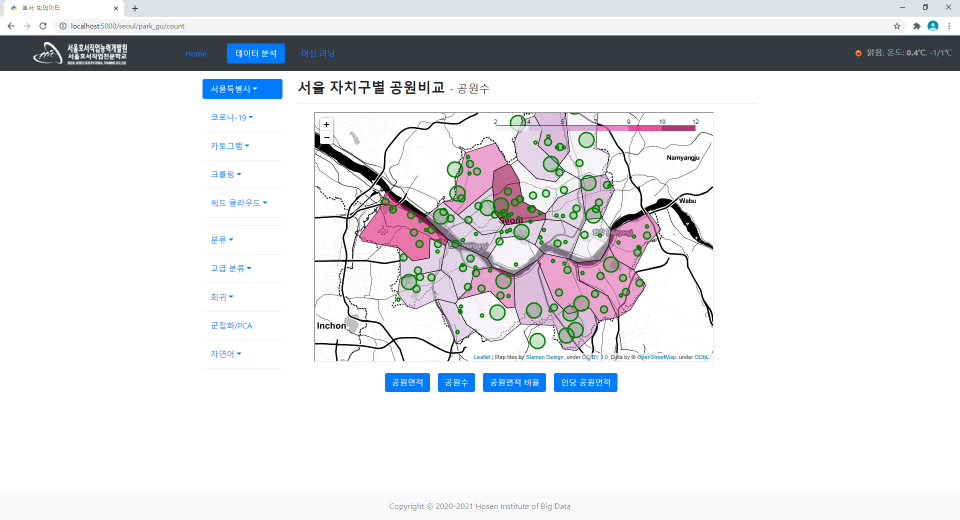 호서 빅데이터
localhost:5000/seoul/park_gu/count
서울호서직업능력개발원
서울호서직업전문학교
Home
데이터 분석
머신 러닝
맑음, 온도: 0.4℃, -1/1℃
서울특별시
코로나-19
카토그램
크롤링
워드 클라우드
분류
고급 분류
회귀
군집화/PCA
자연어
서울 자치구별 공원비교 - 공원수
+
−
2 4 5 7 9 10 12
Namyangju
Wabu
Seoul
Inchon
Leaflet | Map tiles by Stamen Design, under CC BY 3.0. Data by © OpenStreetMap, under ODbL.
공원면적
공원수
공원면적 비율
인당 공원면적
Copyright © 2020-2021 Hoseo Institute of Big Data